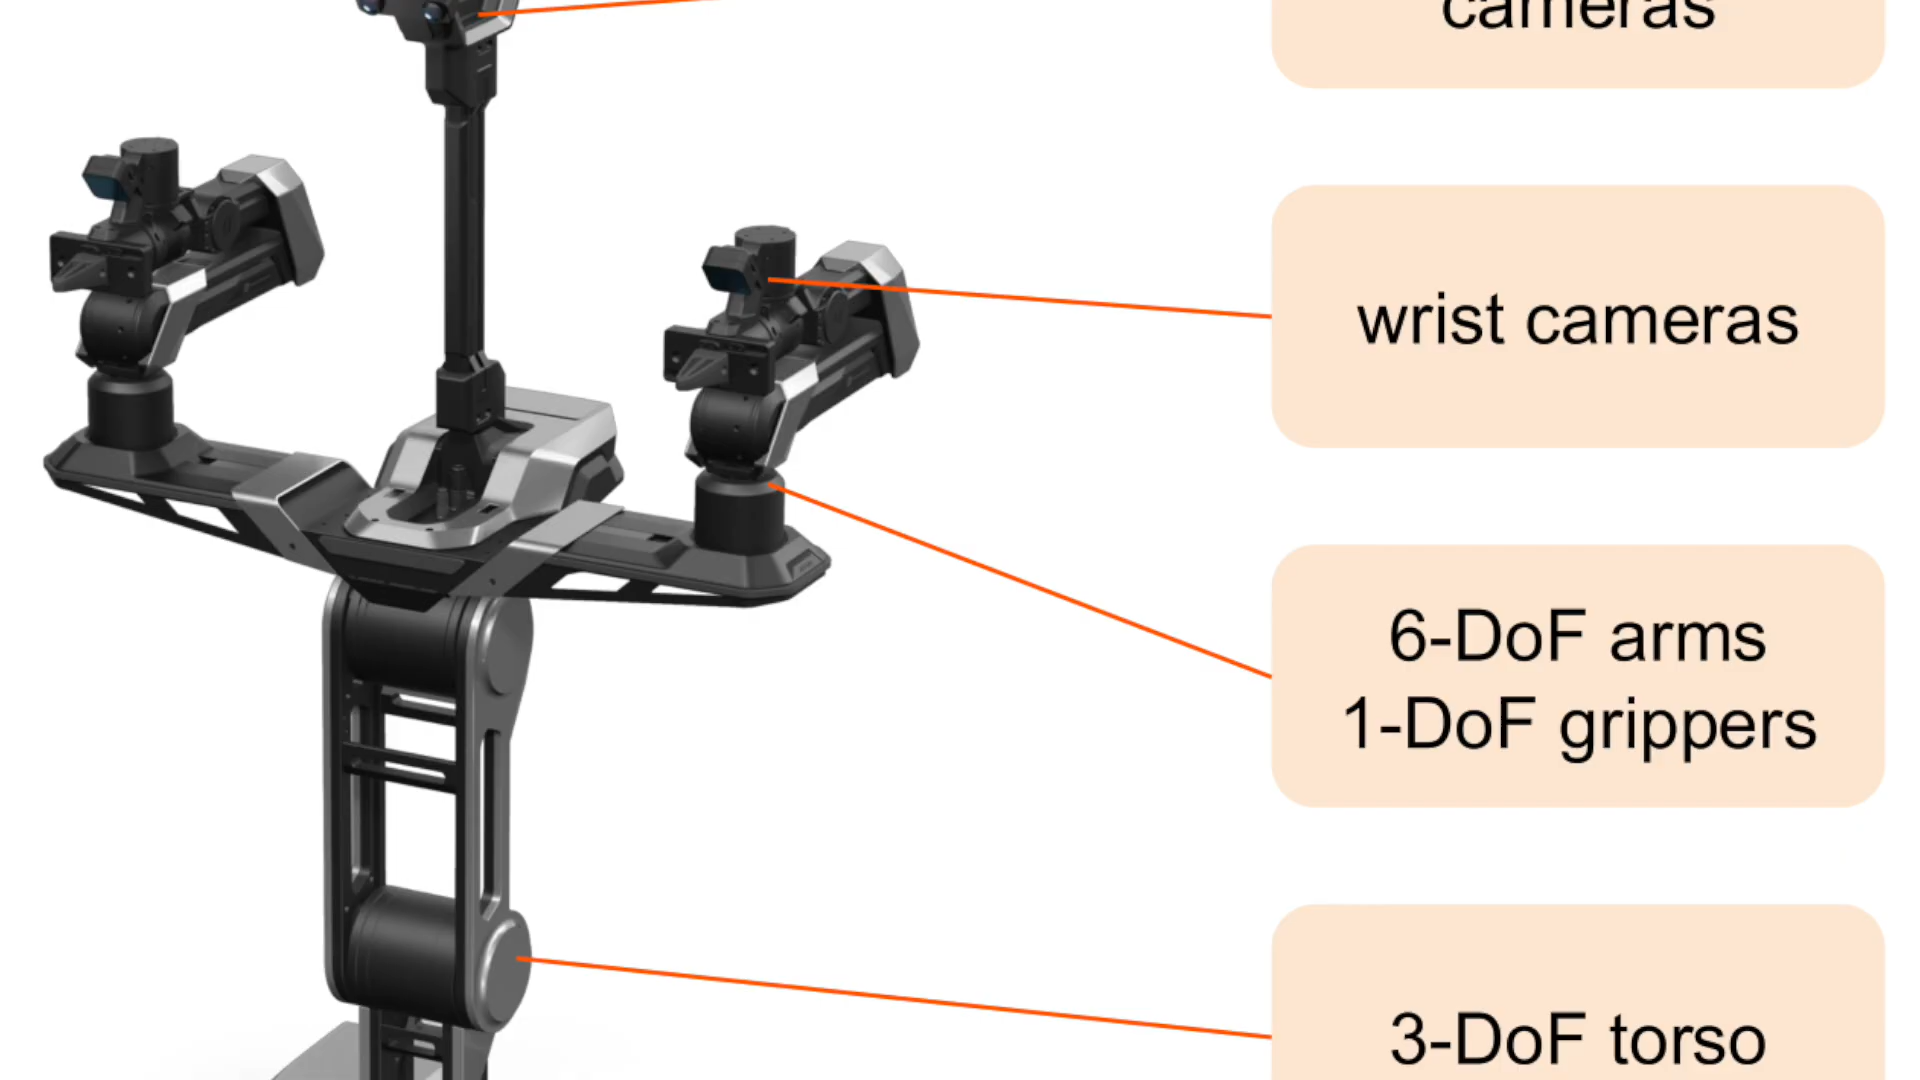 cameras
wrist cameras
6-DoF arms
1-DoF grippers
3-DoF torso